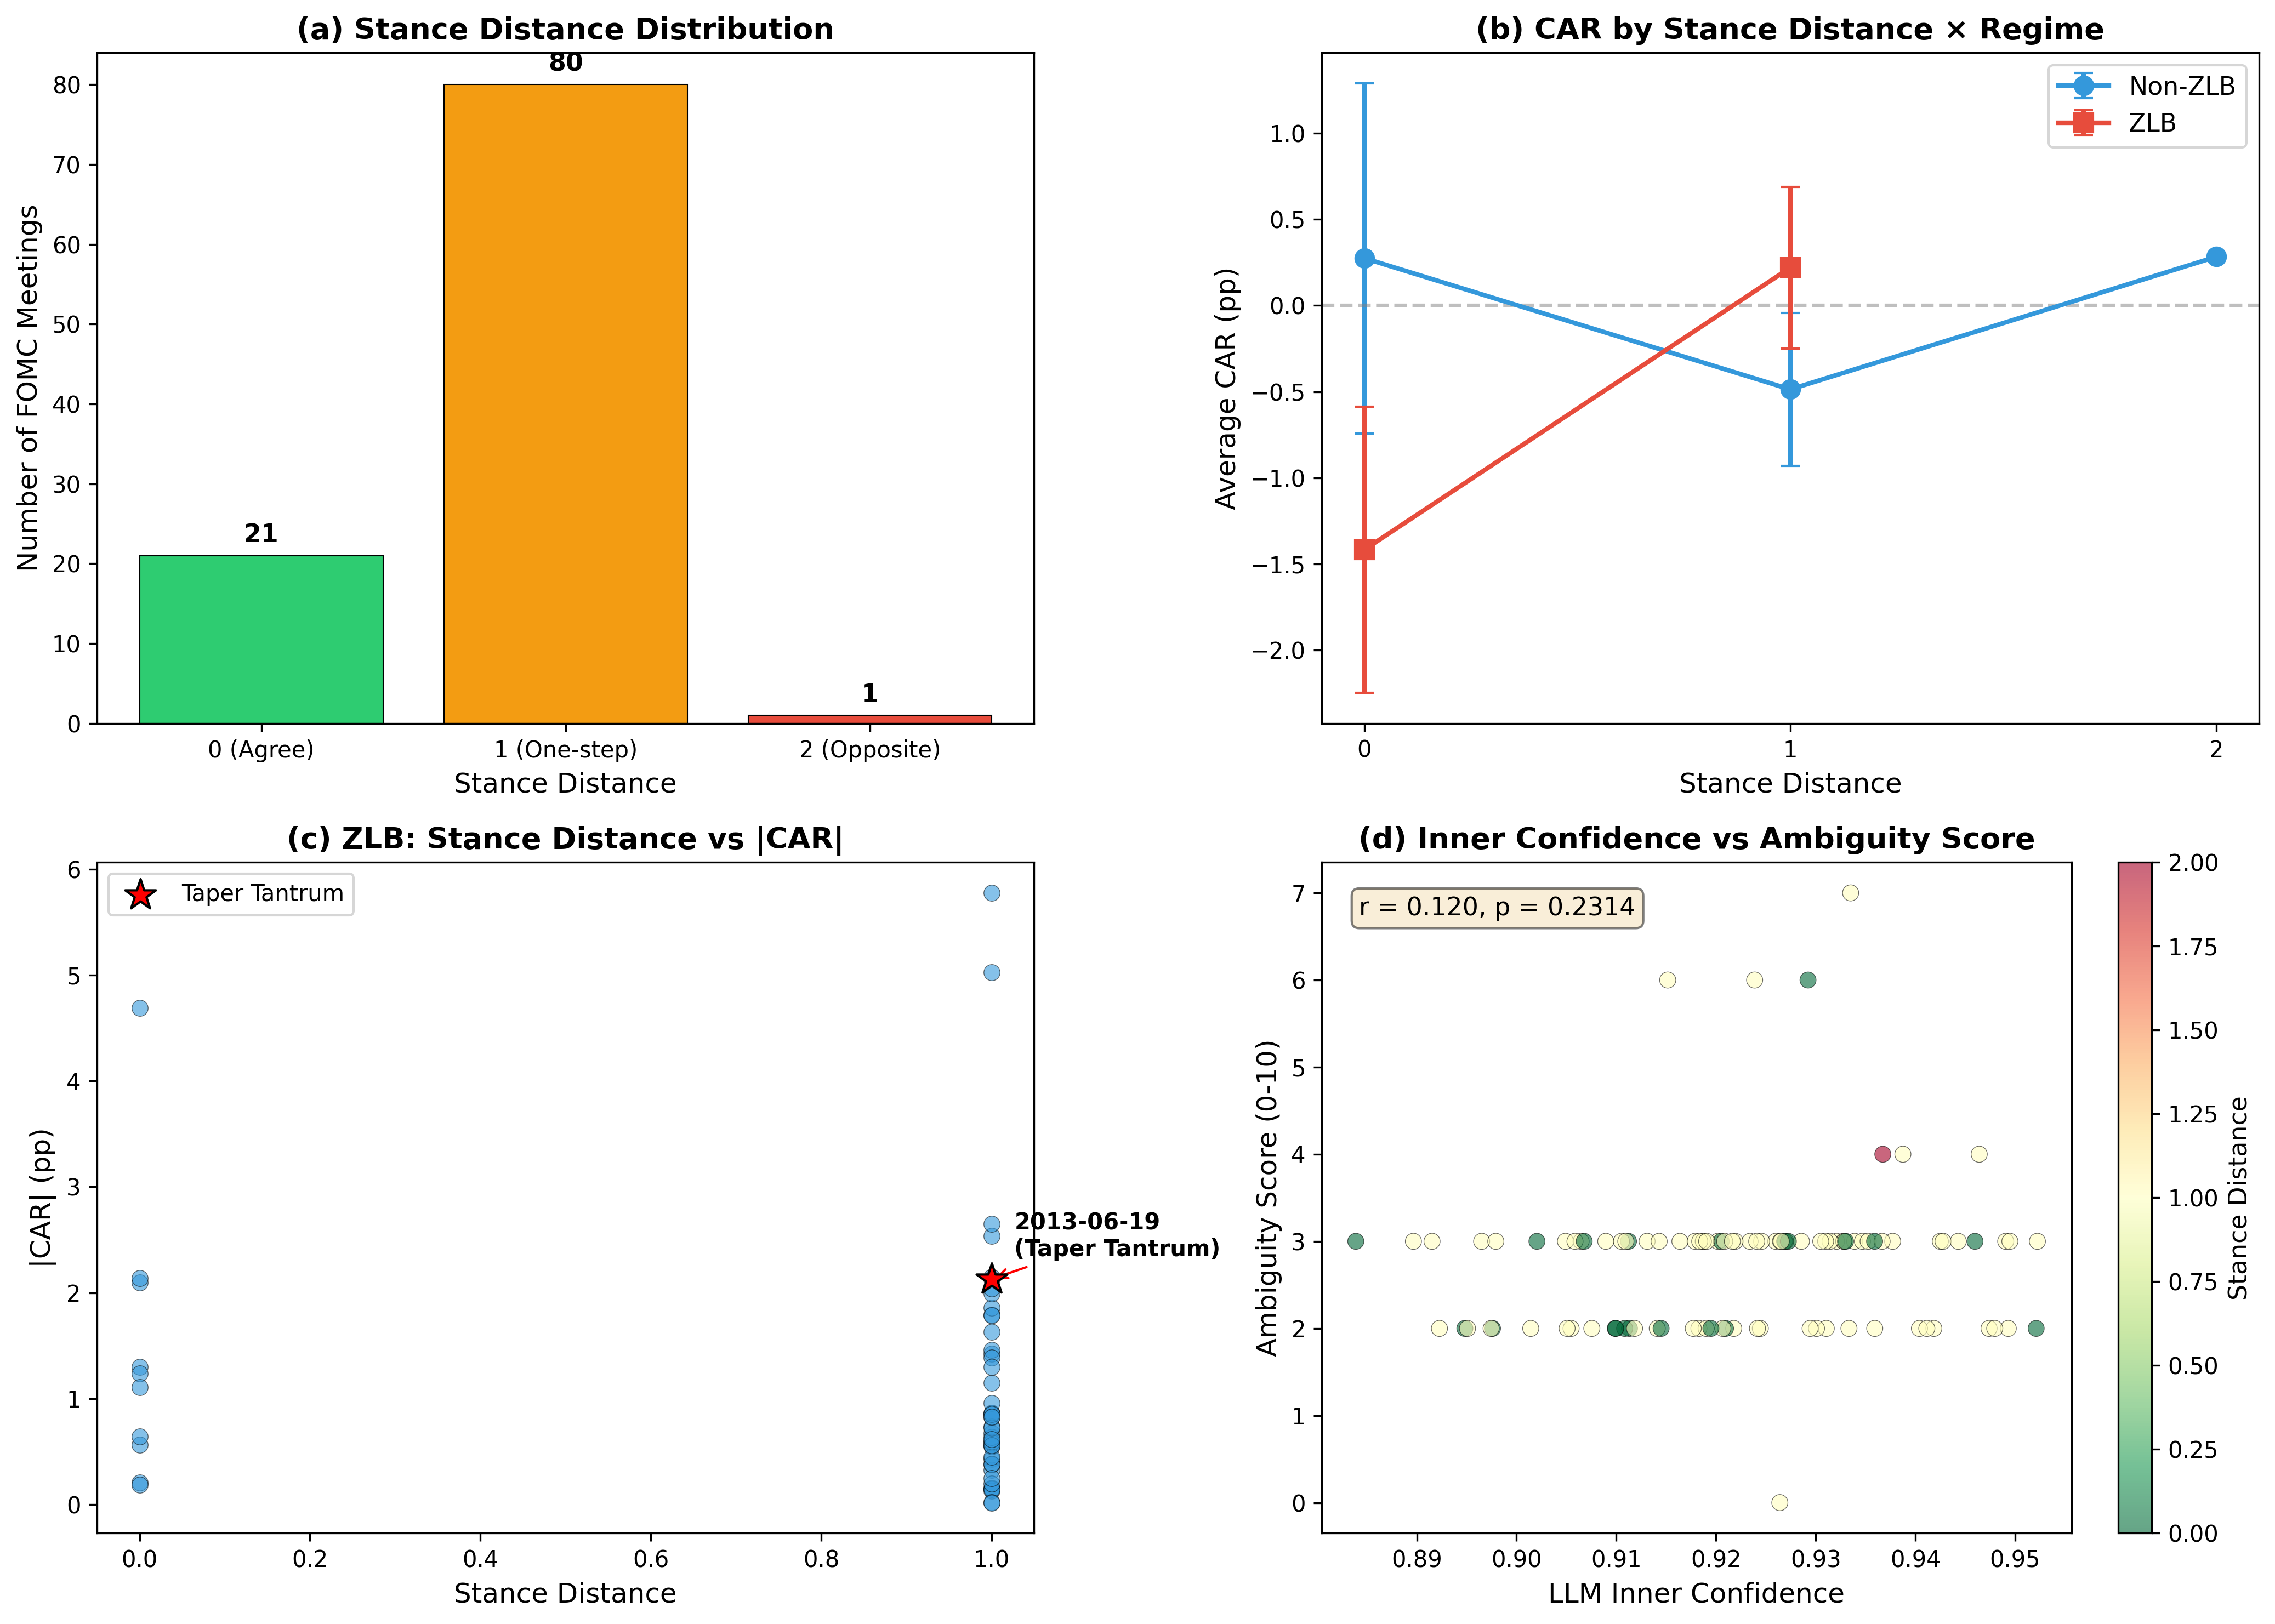 (a) Stance Distance Distribution
Number of FOMC Meetings
80
70
60
50
40
30
20
10
0
21
80
1
0 (Agree)
1 (One-step)
2 (Opposite)
Stance Distance
(b) CAR by Stance Distance × Regime
Non-ZLB
ZLB
Average CAR (pp)
1.0
0.5
0.0
−0.5
−1.0
−1.5
−2.0
0
1
2
Stance Distance
(c) ZLB: Stance Distance vs |CAR|
Taper Tantrum
|CAR| (pp)
6
5
4
3
2
1
0
2013-06-19
(Taper Tantrum)
0.0
0.2
0.4
0.6
0.8
1.0
Stance Distance
(d) Inner Confidence vs Ambiguity Score
r = 0.120, p = 0.2314
Ambiguity Score (0-10)
7
6
5
4
3
2
1
0
0.89
0.90
0.91
0.92
0.93
0.94
0.95
LLM Inner Confidence
2.00
1.75
1.50
1.25
1.00
0.75
0.50
0.25
0.00
Stance Distance